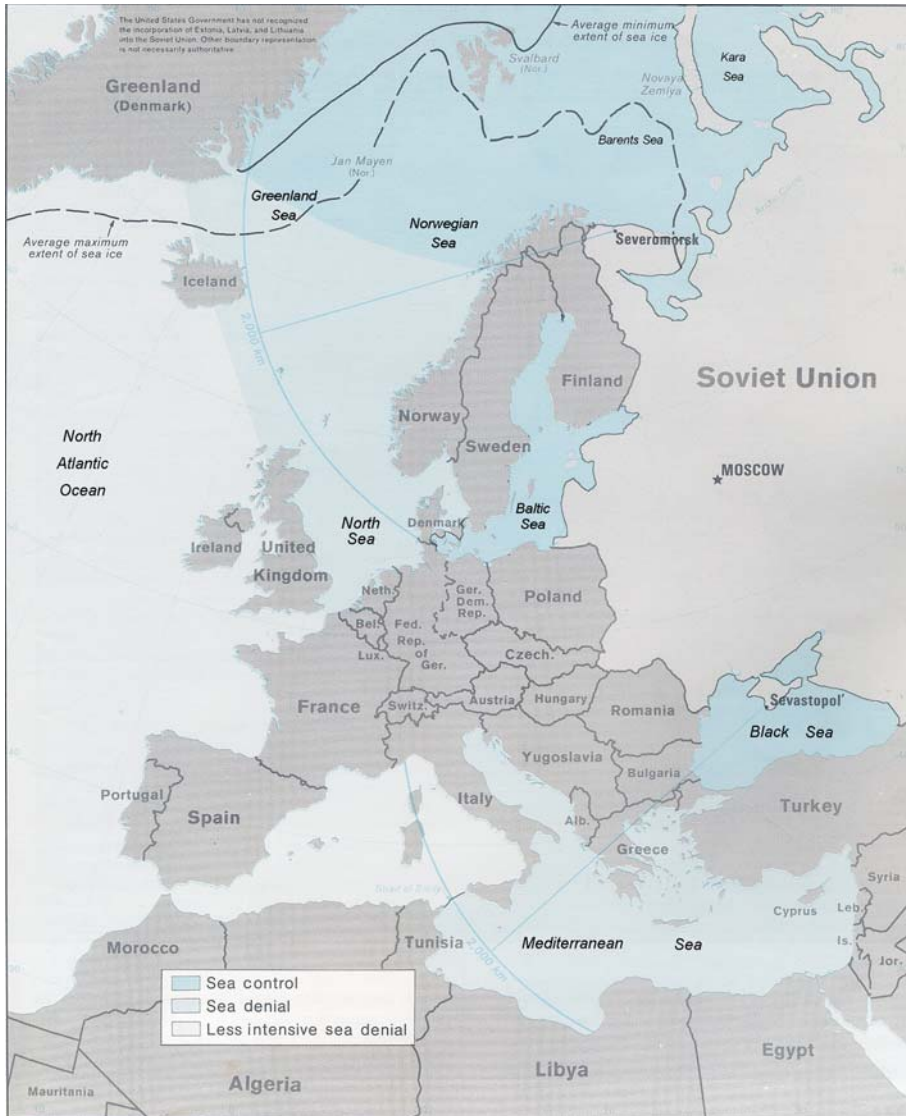 The United States Government has not recognized
the incorporation of Estonia, Latvia, and Lithuania
into the Soviet Union. Other boundary representation
is not necessarily authoritative.
Average minimum
extent of sea ice
Svalbard
(Nor.)
Kara
Sea
Novaya
Zemlya
Greenland
(Denmark)
Barents Sea
Jan Mayen
(Nor.)
Greenland
Sea
Norwegian
Sea
Severomorsk
Average maximum
extent of sea ice
Iceland
2,000 km
Soviet Union
Finland
Norway
Sweden
North
Atlantic
Ocean
MOSCOW
Baltic
Sea
North
Sea
Denmark
Ireland
United
Kingdom
Neth.
Ger.
Dem.
Rep.
Poland
Bel.
Fed.
Rep.
of
Ger.
Lux.
Czech.
France
Switz.
Austria
Hungary
Romania
Sevastopol'
Black Sea
Yugoslavia
Bulgaria
Portugal
Spain
Italy
Alb.
Turkey
Greece
Syria
Cyprus
Leb.
Is.
Jor.
Morocco
Tunisia
2,000 km
Mediterranean Sea
Sea control
Sea denial
Less intensive sea denial
Mauritania
Algeria
Libya
Egypt